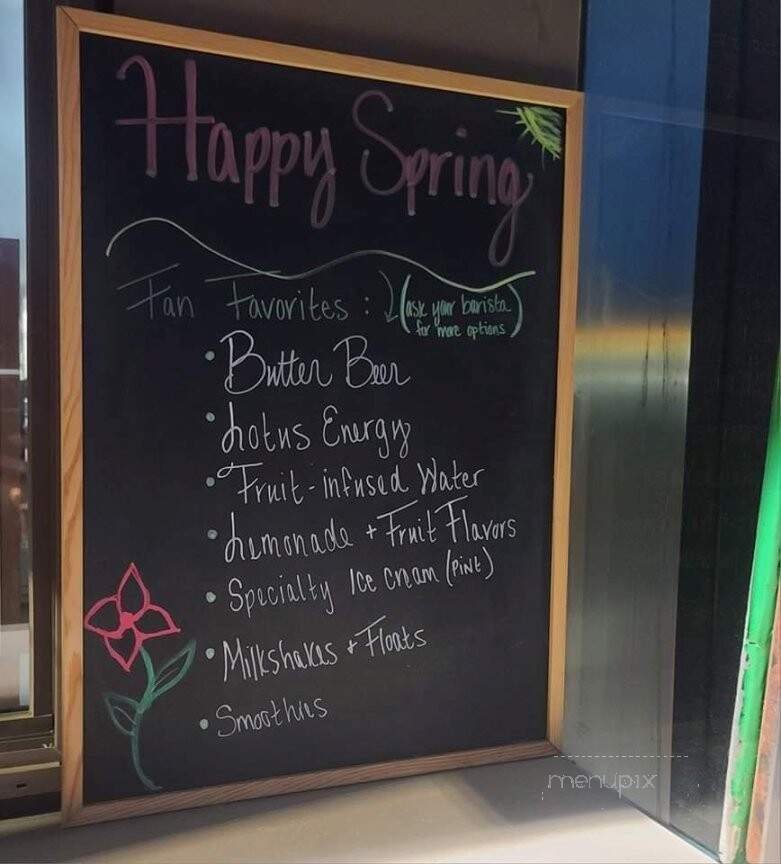 Happy Spring
Fan Favorites : (ask your barista
for more options)
• Butter Beer
• Lotus Energy
• Fruit-infused Water
• Lemonade + Fruit Flavors
• Specialty Ice cream (PINT)
• Milkshakes + Floats
• Smoothies
menupix